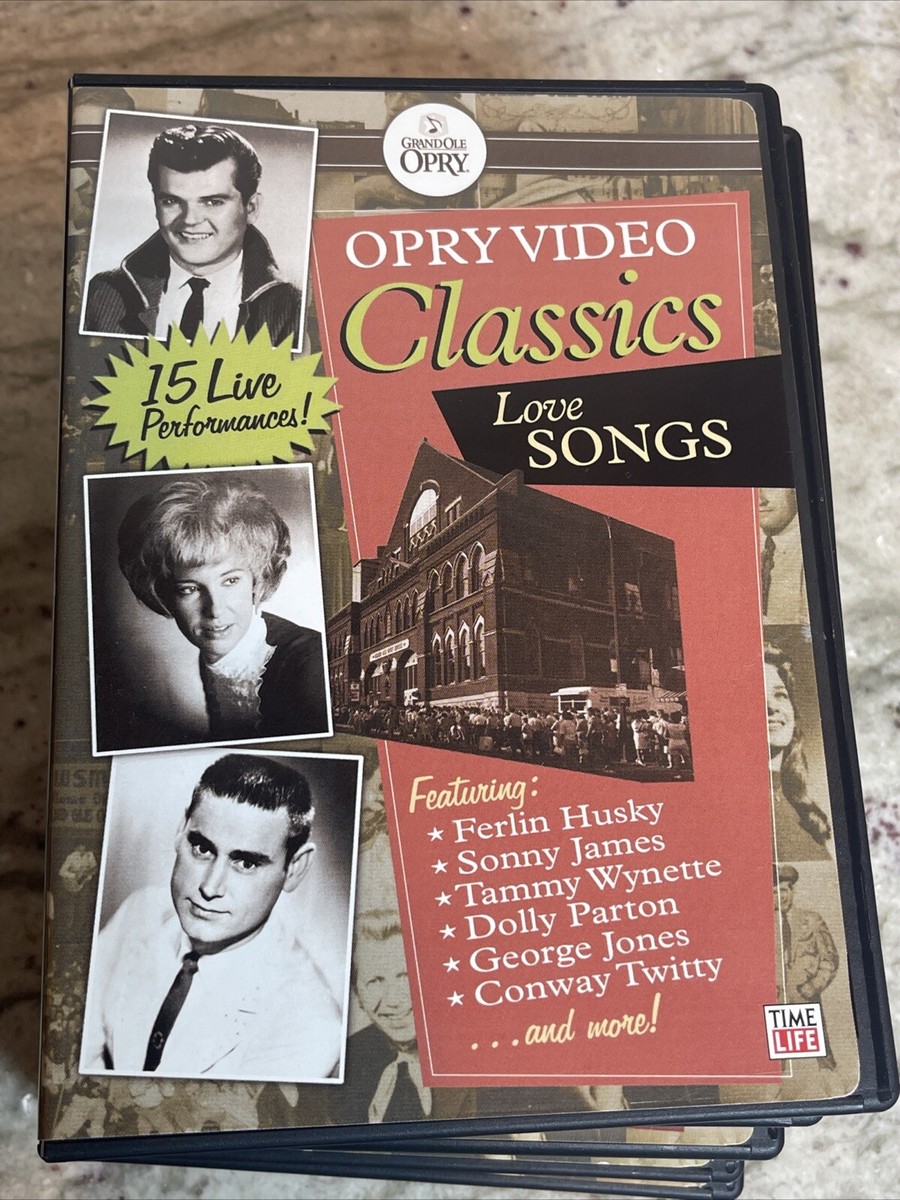 GRAND OLE
OPRY
OPRY VIDEO
Classics
15 Live
Performances!
Love
SONGS
Featuring:
★ Ferlin Husky
★ Sonny James
★ Tammy Wynette
★ Dolly Parton
★ George Jones
★ Conway Twitty
...and more!
WSM
TIME
LIFE